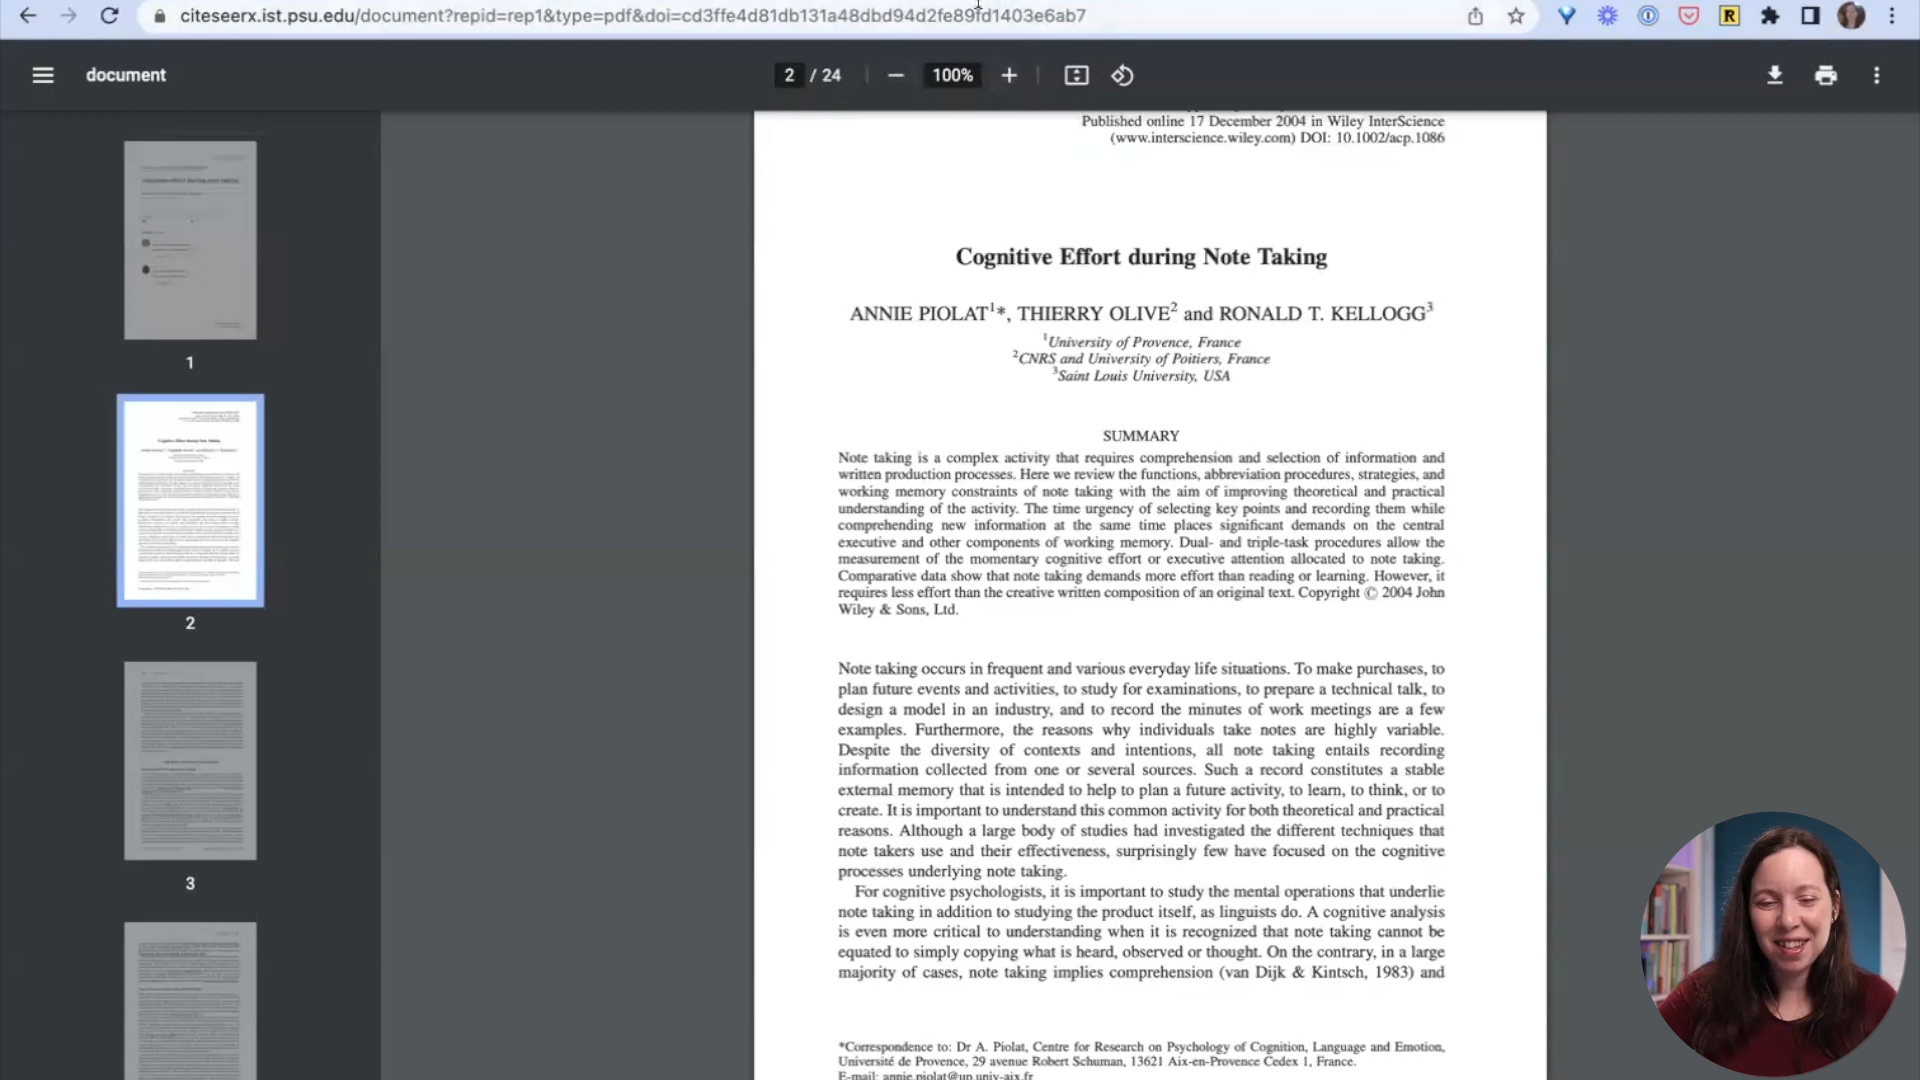 citeseerx.ist.psu.edu/document?repid=rep1&type=pdf&doi=cd3ffe4d81db131a48dbd94d2fe89fd1403e6ab7
R
document
2 / 24
100%
1
2
3
Published online 17 December 2004 in Wiley InterScience
(www.interscience.wiley.com) DOI: 10.1002/acp.1086
Cognitive Effort during Note Taking
ANNIE PIOLAT1*, THIERRY OLIVE2 and RONALD T. KELLOGG3
1University of Provence, France
2CNRS and University of Poitiers, France
3Saint Louis University, USA
SUMMARY
Note taking is a complex activity that requires comprehension and selection of information and
written production processes. Here we review the functions, abbreviation procedures, strategies, and
working memory constraints of note taking with the aim of improving theoretical and practical
understanding of the activity. The time urgency of selecting key points and recording them while
comprehending new information at the same time places significant demands on the central
executive and other components of working memory. Dual- and triple-task procedures allow the
measurement of the momentary cognitive effort or executive attention allocated to note taking.
Comparative data show that note taking demands more effort than reading or learning. However, it
requires less effort than the creative written composition of an original text. Copyright © 2004 John
Wiley & Sons, Ltd.
Note taking occurs in frequent and various everyday life situations. To make purchases, to
plan future events and activities, to study for examinations, to prepare a technical talk, to
design a model in an industry, and to record the minutes of work meetings are a few
examples. Furthermore, the reasons why individuals take notes are highly variable.
Despite the diversity of contexts and intentions, all note taking entails recording
information collected from one or several sources. Such a record constitutes a stable
external memory that is intended to help to plan a future activity, to learn, to think, or to
create. It is important to understand this common activity for both theoretical and practical
reasons. Although a large body of studies had investigated the different techniques that
note takers use and their effectiveness, surprisingly few have focused on the cognitive
processes underlying note taking.
For cognitive psychologists, it is important to study the mental operations that underlie
note taking in addition to studying the product itself, as linguists do. A cognitive analysis
is even more critical to understanding when it is recognized that note taking cannot be
equated to simply copying what is heard, observed or thought. On the contrary, in a large
majority of cases, note taking implies comprehension (van Dijk & Kintsch, 1983) and
*Correspondence to: Dr A. Piolat, Centre for Research on Psychology of Cognition, Language and Emotion,
Université de Provence, 29 avenue Robert Schuman, 13621 Aix-en-Provence Cedex 1, France.
E-mail: annie.piolat@up.univ-aix.fr